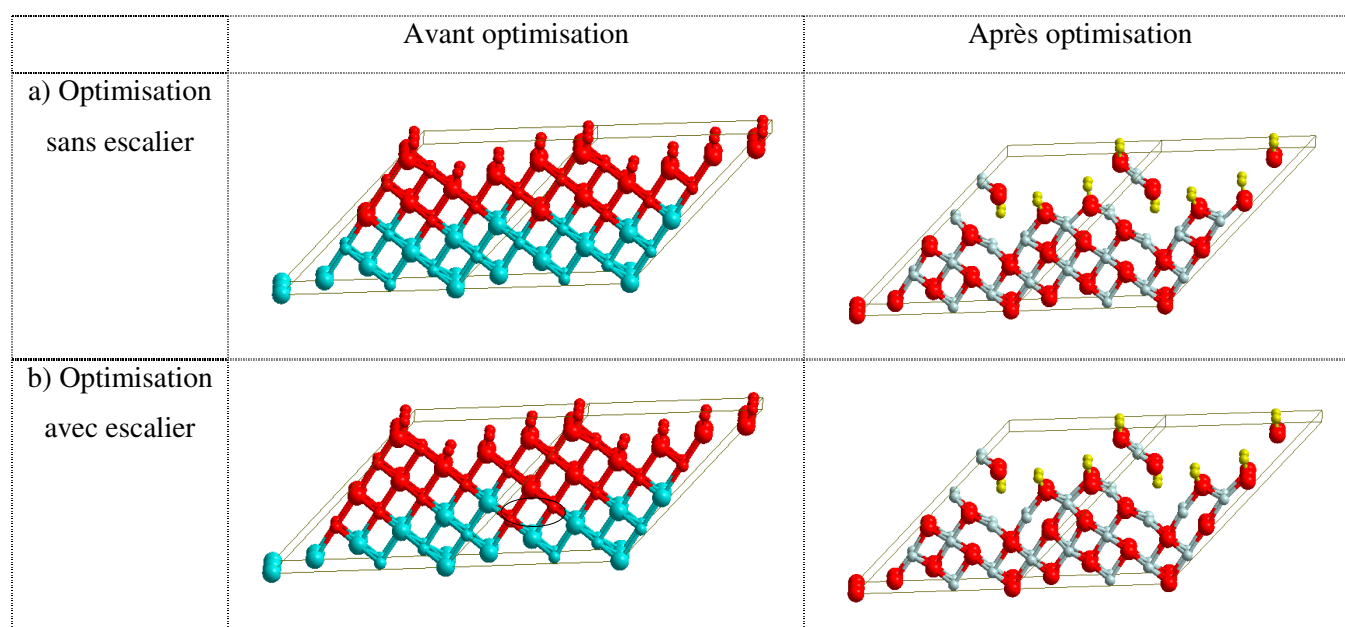 Avant optimisation
Après optimisation
a) Optimisation
sans escalier
b) Optimisation
avec escalier